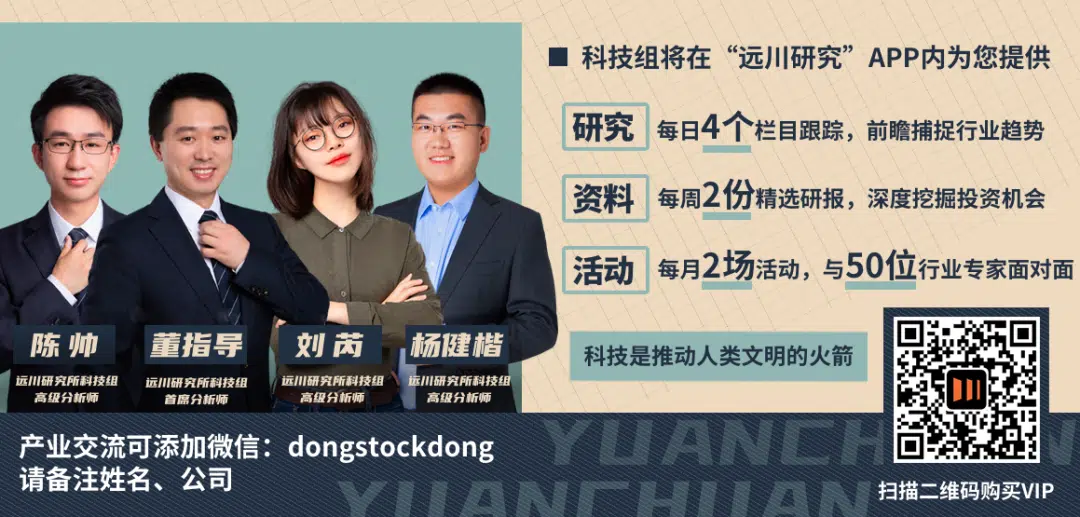 科技组将在“远川研究”APP内为您提供
研究 每日4个栏目跟踪，前瞻捕捉行业趋势
资料 每周2份精选研报，深度挖掘投资机会
活动 每月2场活动，与50位行业专家面对面
科技是推动人类文明的火箭
陈帅
远川研究所科技组
高级分析师
董指导
远川研究所科技组
首席分析师
刘芮
远川研究所科技组
高级分析师
杨健楷
远川研究所科技组
高级分析师
产业交流可添加微信：dongstockdong
请备注姓名、公司
YUANCHUAN
YUANCHUAN
扫描二维码购买VIP